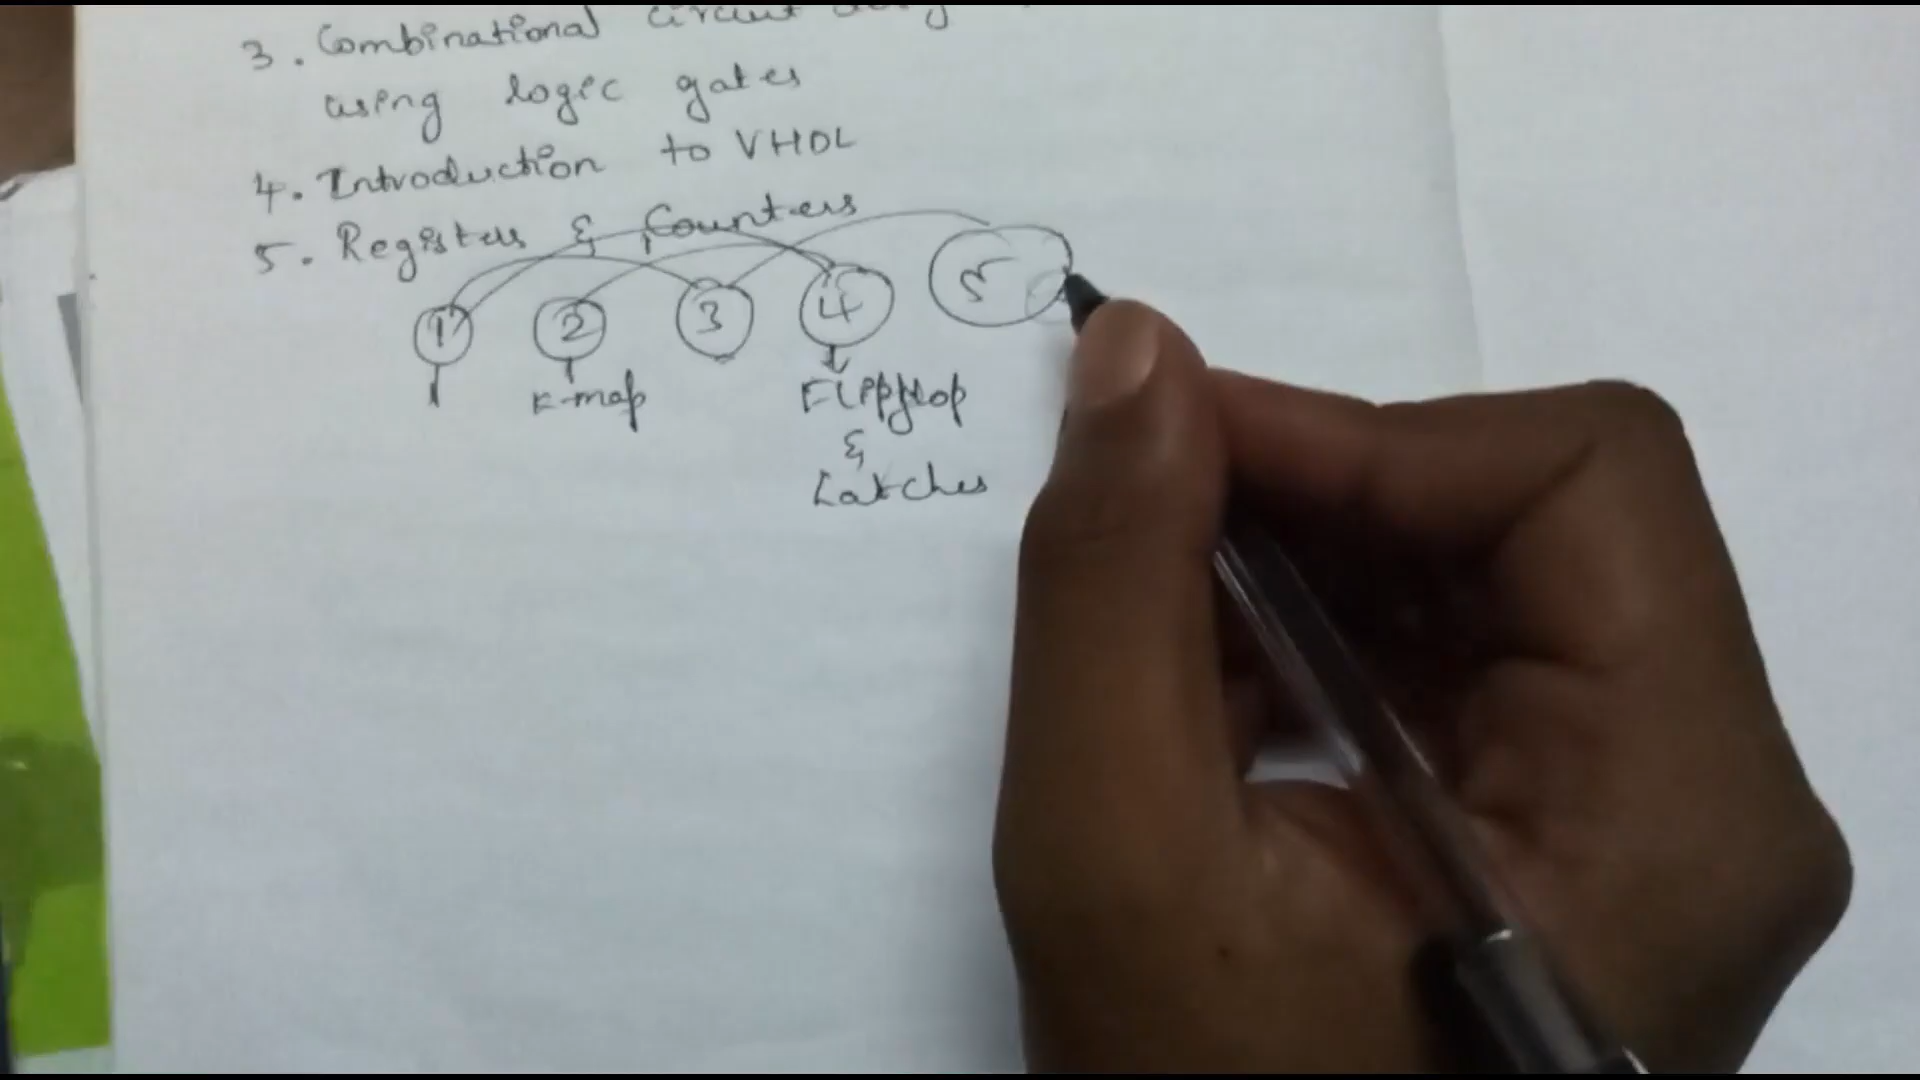 3. Combinational circuit
using logic gates
4. Introduction to VHDL
5. Registers & Counters
1 2 3 4 5
K-map Flipflop
&
Latches